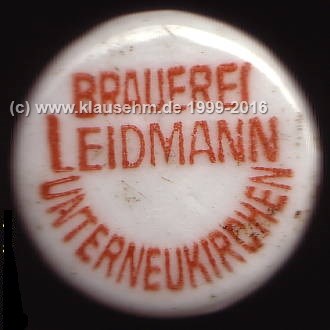 BRAUEREI
(c) www.klausehm.de 1999-2016
LEIDMANN
UNTERNEUKIRCHEN